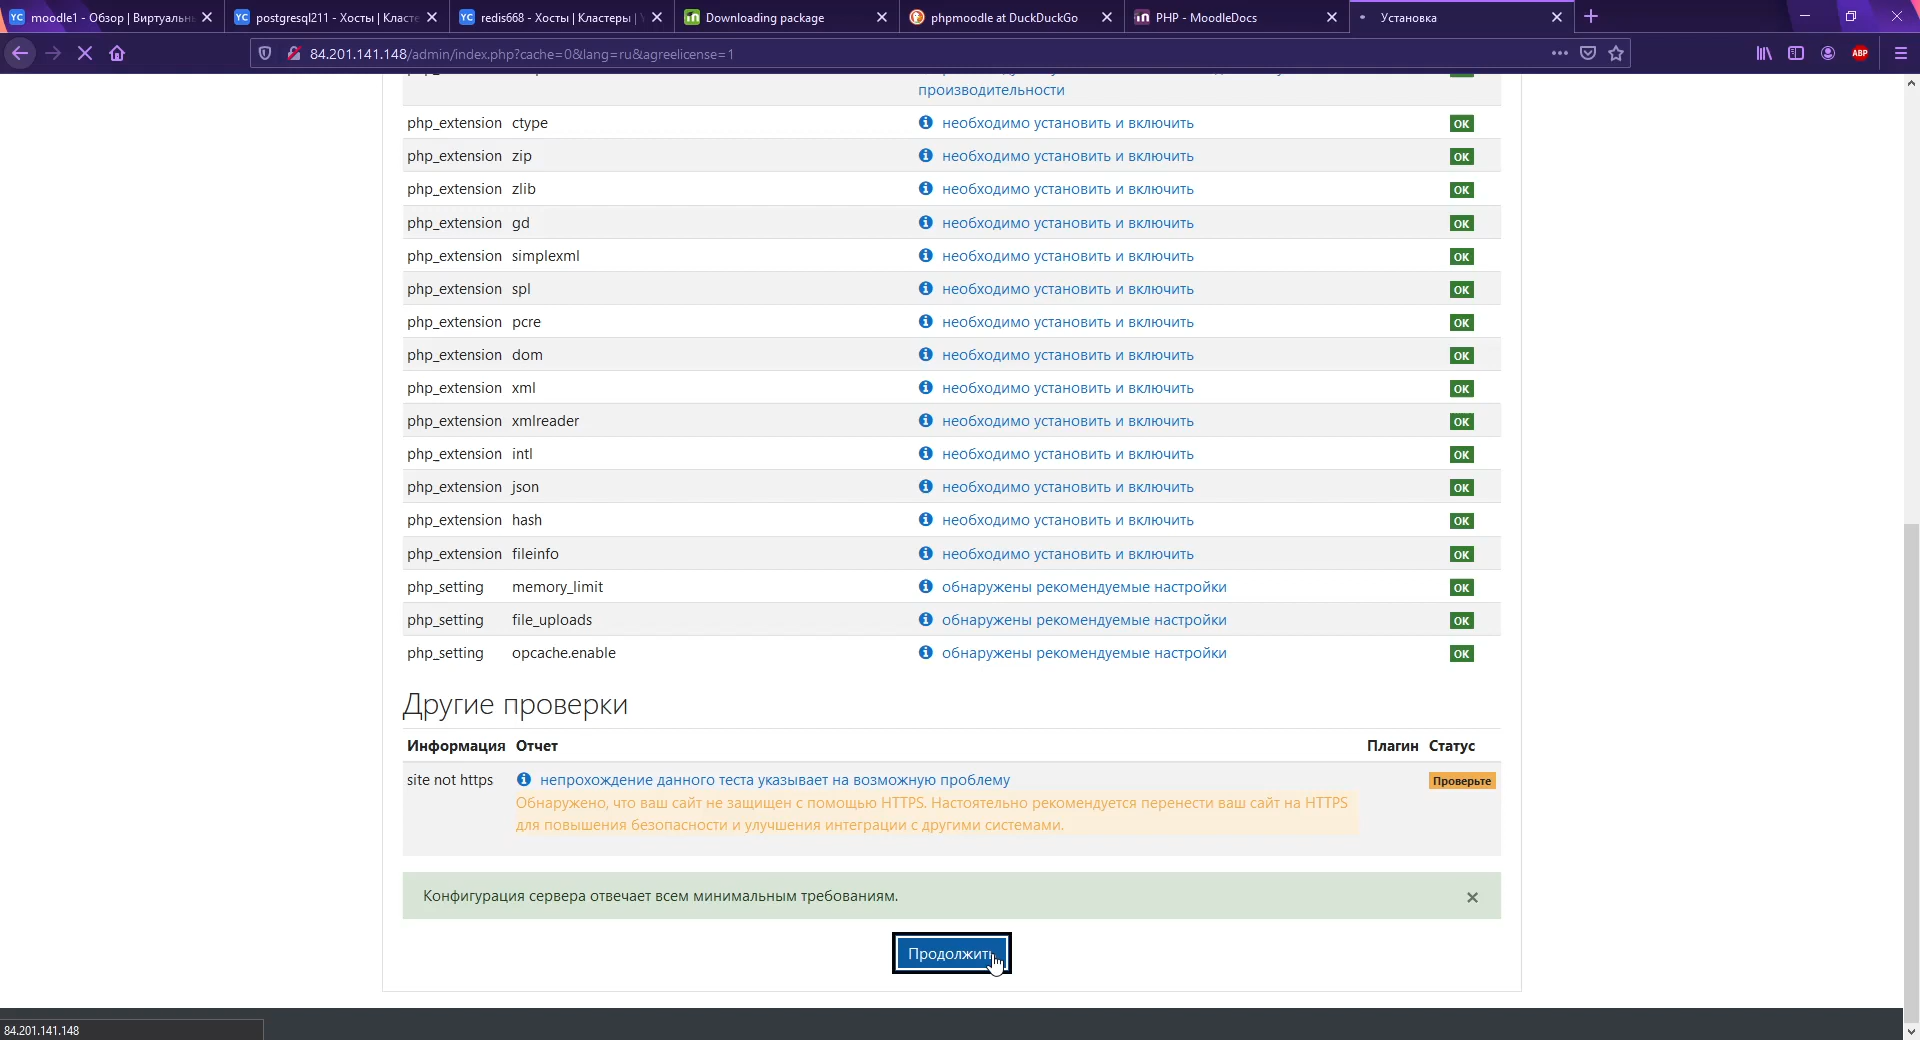 moodle1 - Обзор | Виртуальн
postgresql211 - Хосты | Класте
redis668 - Хосты | Кластеры |
Downloading package
phpmoodle at DuckDuckGo
PHP - MoodleDocs
Установка
84.201.141.148/admin/index.php?cache=0&lang=ru&agreelicense=1
ABP
производительности
php_extension ctype необходимо установить и включить OK
php_extension zip необходимо установить и включить OK
php_extension zlib необходимо установить и включить OK
php_extension gd необходимо установить и включить OK
php_extension simplexml необходимо установить и включить OK
php_extension spl необходимо установить и включить OK
php_extension pcre необходимо установить и включить OK
php_extension dom необходимо установить и включить OK
php_extension xml необходимо установить и включить OK
php_extension xmlreader необходимо установить и включить OK
php_extension intl необходимо установить и включить OK
php_extension json необходимо установить и включить OK
php_extension hash необходимо установить и включить OK
php_extension fileinfo необходимо установить и включить OK
php_setting memory_limit обнаружены рекомендуемые настройки OK
php_setting file_uploads обнаружены рекомендуемые настройки OK
php_setting opcache.enable обнаружены рекомендуемые настройки OK
Другие проверки
Информация Отчет Плагин Статус
site not https непрохождение данного теста указывает на возможную проблему Проверьте
Обнаружено, что ваш сайт не защищен с помощью HTTPS. Настоятельно рекомендуется перенести ваш сайт на HTTPS
для повышения безопасности и улучшения интеграции с другими системами.
Конфигурация сервера отвечает всем минимальным требованиям.
Продолжить
84.201.141.148